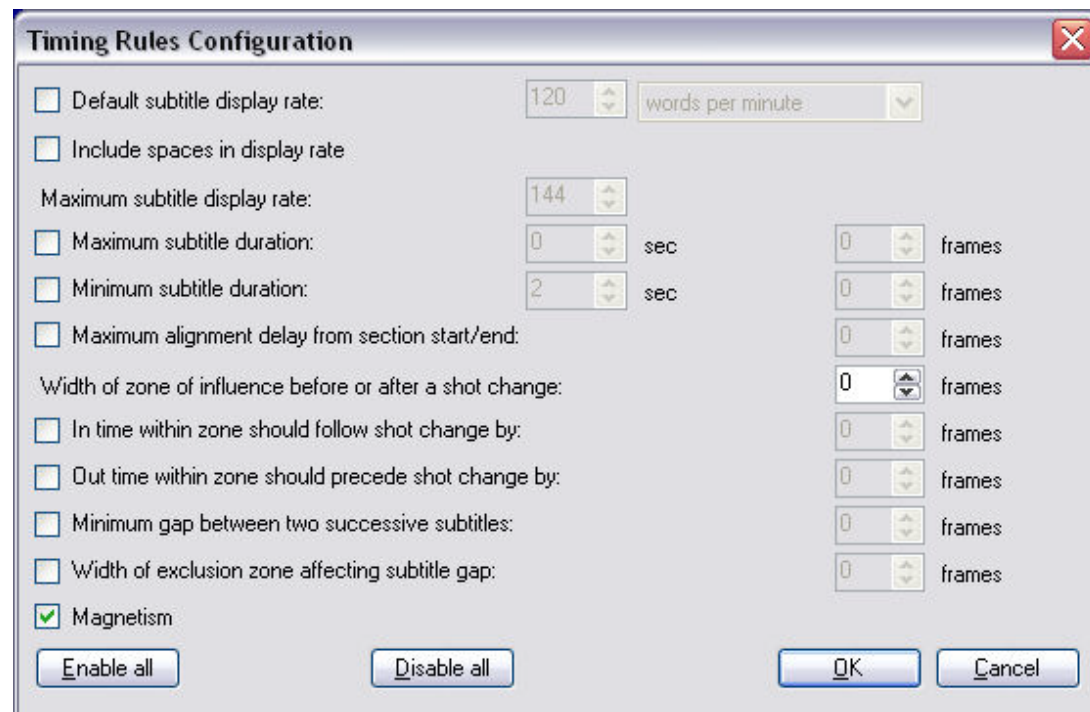 Timing Rules Configuration
Default subtitle display rate: 120 words per minute
Include spaces in display rate
Maximum subtitle display rate: 144
Maximum subtitle duration: 0 sec 0 frames
Minimum subtitle duration: 2 sec 0 frames
Maximum alignment delay from section start/end: 0 frames
Width of zone of influence before or after a shot change: 0 frames
In time within zone should follow shot change by: 0 frames
Out time within zone should precede shot change by: 0 frames
Minimum gap between two successive subtitles: 0 frames
Width of exclusion zone affecting subtitle gap: 0 frames
Magnetism
Enable all Disable all OK Cancel